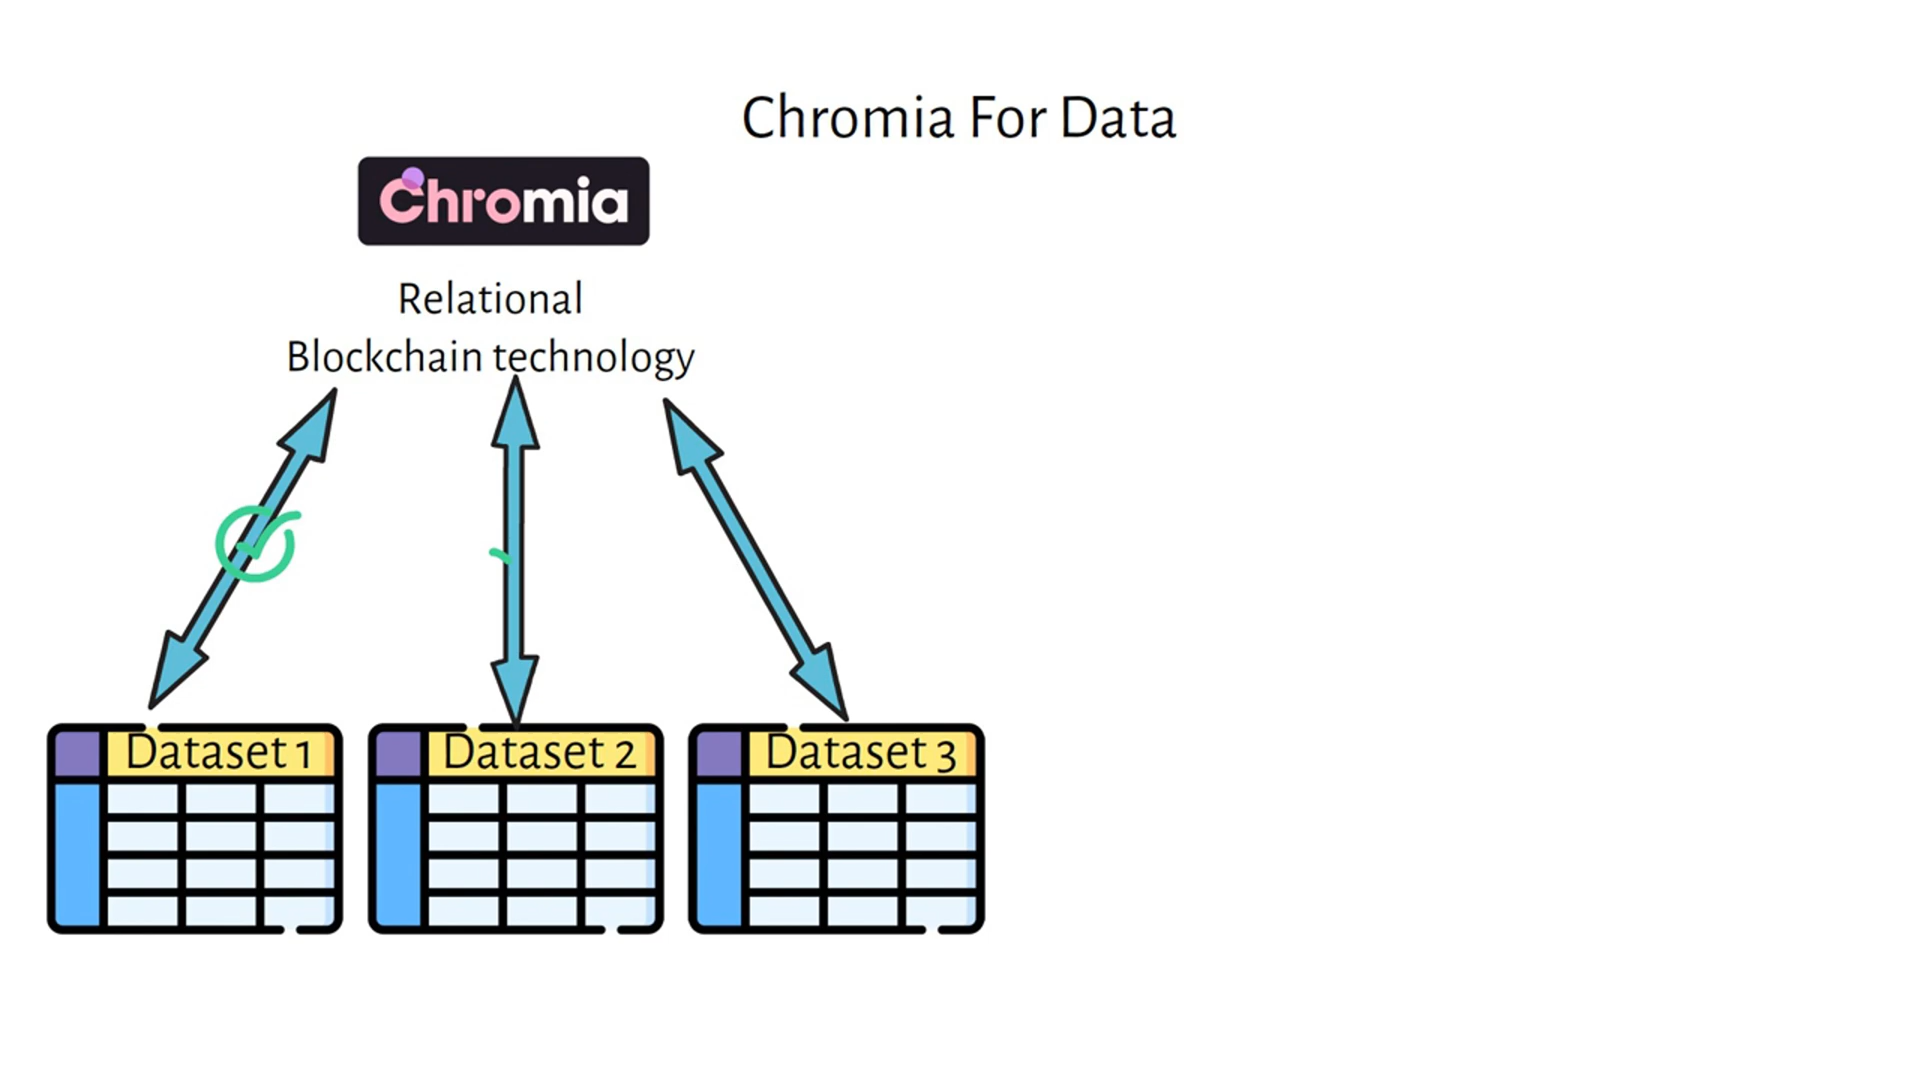 Chromia For Data
Chromia
Relational
Blockchain technology
Dataset 1
Dataset 2
Dataset 3